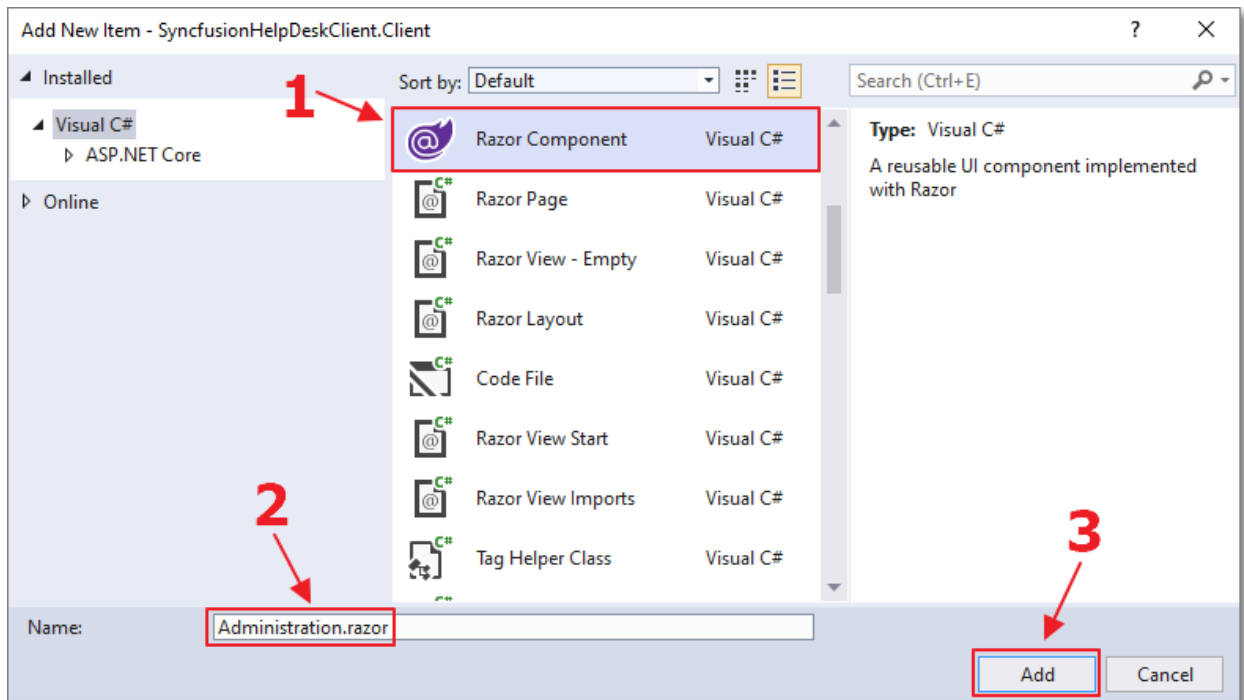 Add New Item - SyncfusionHelpDeskClient.Client
?
Installed
Sort by: Default
Search (Ctrl+E)
1
Visual C#
ASP.NET Core
Online
Razor Component Visual C#
Razor Page Visual C#
Razor View - Empty Visual C#
Razor Layout Visual C#
Code File Visual C#
Razor View Start Visual C#
Razor View Imports Visual C#
Tag Helper Class Visual C#
Type: Visual C#
A reusable UI component implemented
with Razor
2
3
Name: Administration.razor
Add Cancel